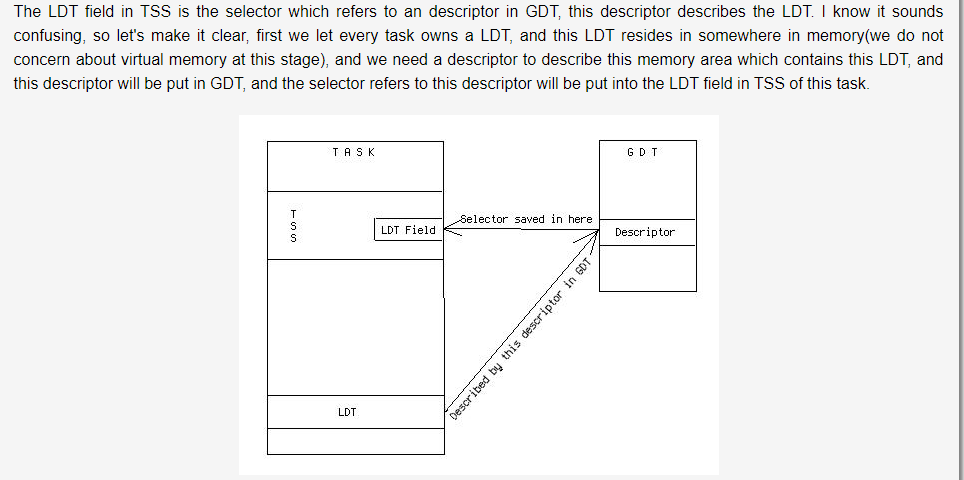 The LDT field in TSS is the selector which refers to an descriptor in GDT, this descriptor describes the LDT. I know it sounds
confusing, so let's make it clear, first we let every task owns a LDT, and this LDT resides in somewhere in memory(we do not
concern about virtual memory at this stage), and we need a descriptor to describe this memory area which contains this LDT, and
this descriptor will be put in GDT, and the selector refers to this descriptor will be put into the LDT field in TSS of this task.
TASK
GDT
TSS
LDT Field
Selector saved in here
Descriptor
Described by this descriptor in GDT
LDT